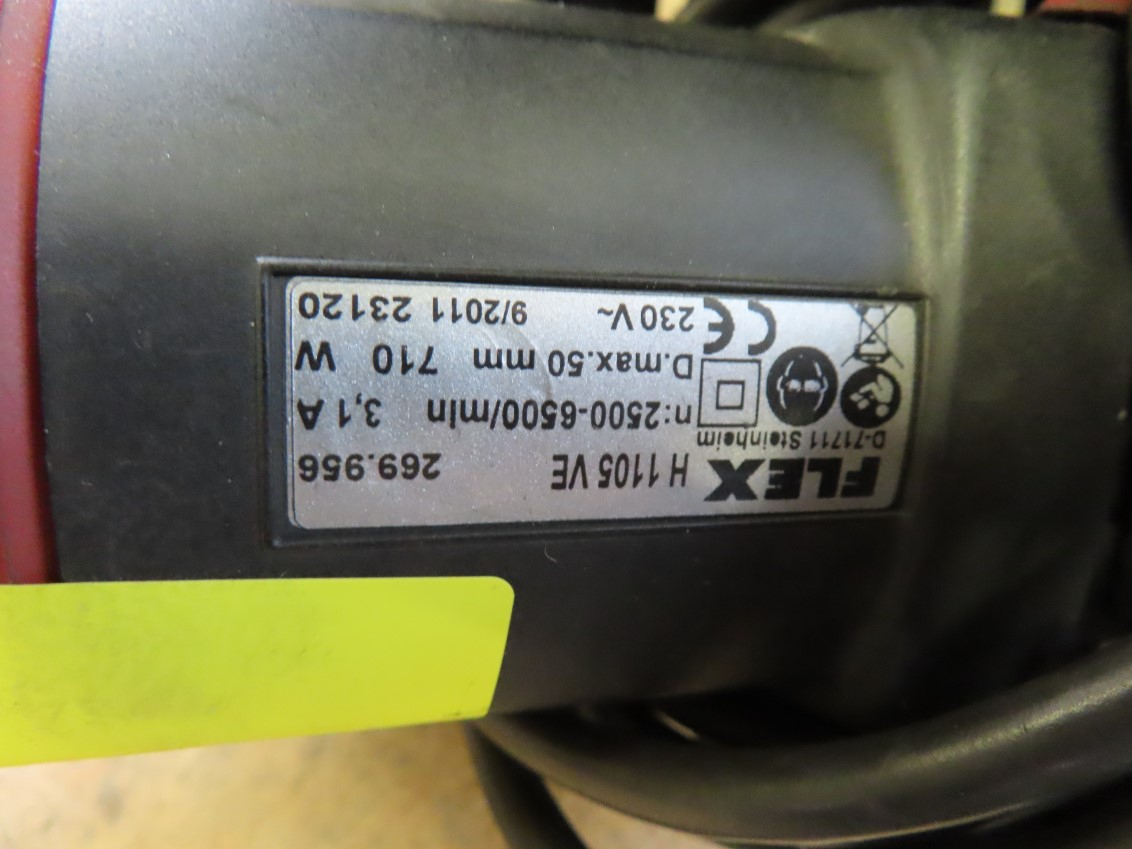 FLEX H 1105 VE 269.956
D-71711 Steinheim
n:2500-6500/min 3,1 A
D.max.50 mm 710 W
CE 230 V~ 9/2011 23120